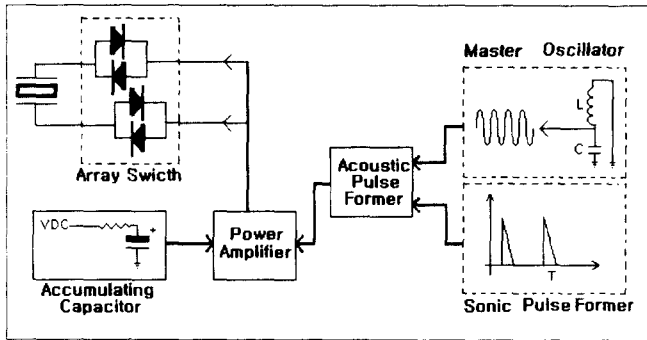 Master Oscillator
L
C
Array Swicth
Acoustic
Pulse
Former
VDC
+
Power
Amplifier
T
Accumulating
Capacitor
Sonic Pulse Former